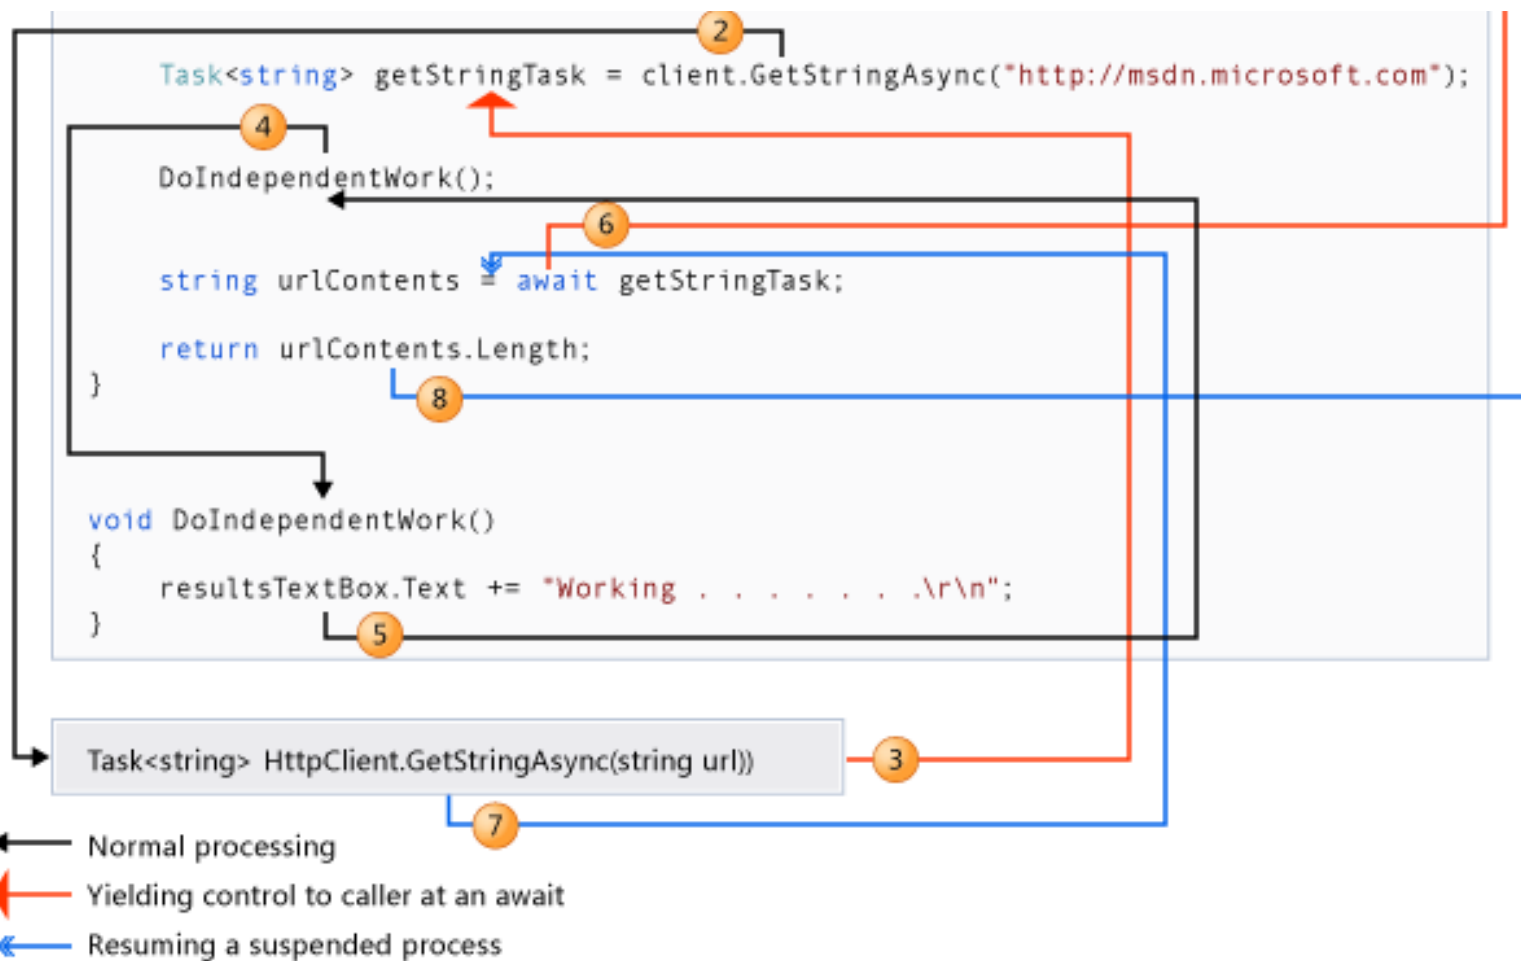 2
Task<string> getStringTask = client.GetStringAsync("http://msdn.microsoft.com");
4
DoIndependentWork();
6
string urlContents = await getStringTask;
return urlContents.Length;
}
8
void DoIndependentWork()
{
resultsTextBox.Text += "Working . . . . . . .\r\n";
}
5
Task<string> HttpClient.GetStringAsync(string url))
3
7
Normal processing
Yielding control to caller at an await
Resuming a suspended process